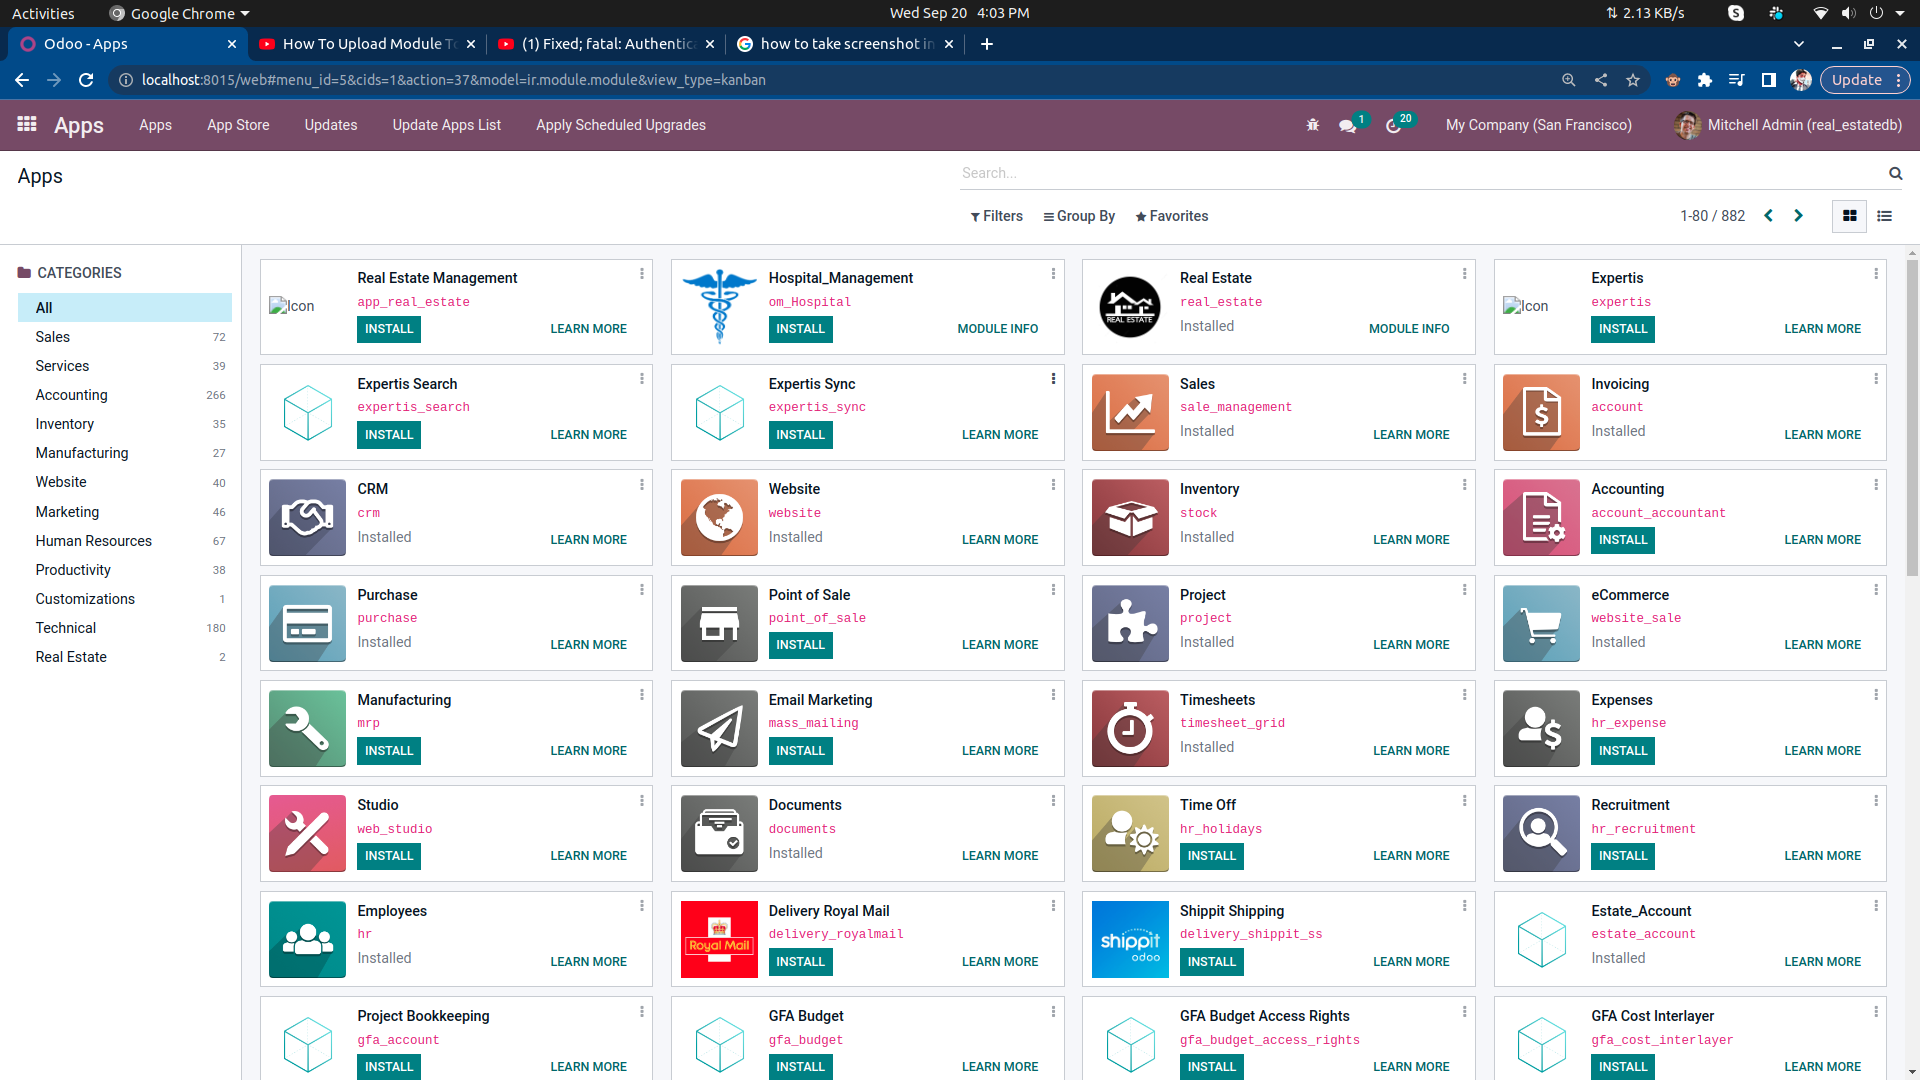 Activities
Google Chrome
Wed Sep 20 4:03 PM
2.13 KB/s
Odoo - Apps
How To Upload Module To
(1) Fixed; fatal: Authentica
how to take screenshot in
localhost:8015/web#menu_id=5&cids=1&action=37&model=ir.module.module&view_type=kanban
Update
Apps
Apps
App Store
Updates
Update Apps List
Apply Scheduled Upgrades
1
20
My Company (San Francisco)
Mitchell Admin (real_estatedb)
Apps
Search...
Filters
Group By
Favorites
1-80 / 882
CATEGORIES
All
Sales 72
Services 39
Accounting 266
Inventory 35
Manufacturing 27
Website 40
Marketing 46
Human Resources 67
Productivity 38
Customizations 1
Technical 180
Real Estate 2
Icon
Real Estate Management
app_real_estate
INSTALL LEARN MORE
Hospital_Management
om_Hospital
INSTALL MODULE INFO
REAL ESTATE
Real Estate
real_estate
Installed MODULE INFO
Icon
Expertis
expertis
INSTALL LEARN MORE
Expertis Search
expertis_search
INSTALL LEARN MORE
Expertis Sync
expertis_sync
INSTALL LEARN MORE
Sales
sale_management
Installed LEARN MORE
Invoicing
account
Installed LEARN MORE
CRM
crm
Installed LEARN MORE
Website
website
Installed LEARN MORE
Inventory
stock
Installed LEARN MORE
Accounting
account_accountant
INSTALL LEARN MORE
Purchase
purchase
Installed LEARN MORE
Point of Sale
point_of_sale
INSTALL LEARN MORE
Project
project
Installed LEARN MORE
eCommerce
website_sale
Installed LEARN MORE
Manufacturing
mrp
INSTALL LEARN MORE
Email Marketing
mass_mailing
INSTALL LEARN MORE
Timesheets
timesheet_grid
Installed LEARN MORE
Expenses
hr_expense
INSTALL LEARN MORE
Studio
web_studio
INSTALL LEARN MORE
Documents
documents
Installed LEARN MORE
Time Off
hr_holidays
INSTALL LEARN MORE
Recruitment
hr_recruitment
INSTALL LEARN MORE
Employees
hr
Installed LEARN MORE
Royal Mail
Delivery Royal Mail
delivery_royalmail
INSTALL LEARN MORE
shippit
odoo
Shippit Shipping
delivery_shippit_ss
INSTALL LEARN MORE
Estate_Account
estate_account
Installed LEARN MORE
Project Bookkeeping
gfa_account
INSTALL LEARN MORE
GFA Budget
gfa_budget
INSTALL LEARN MORE
GFA Budget Access Rights
gfa_budget_access_rights
INSTALL LEARN MORE
GFA Cost Interlayer
gfa_cost_interlayer
INSTALL LEARN MORE